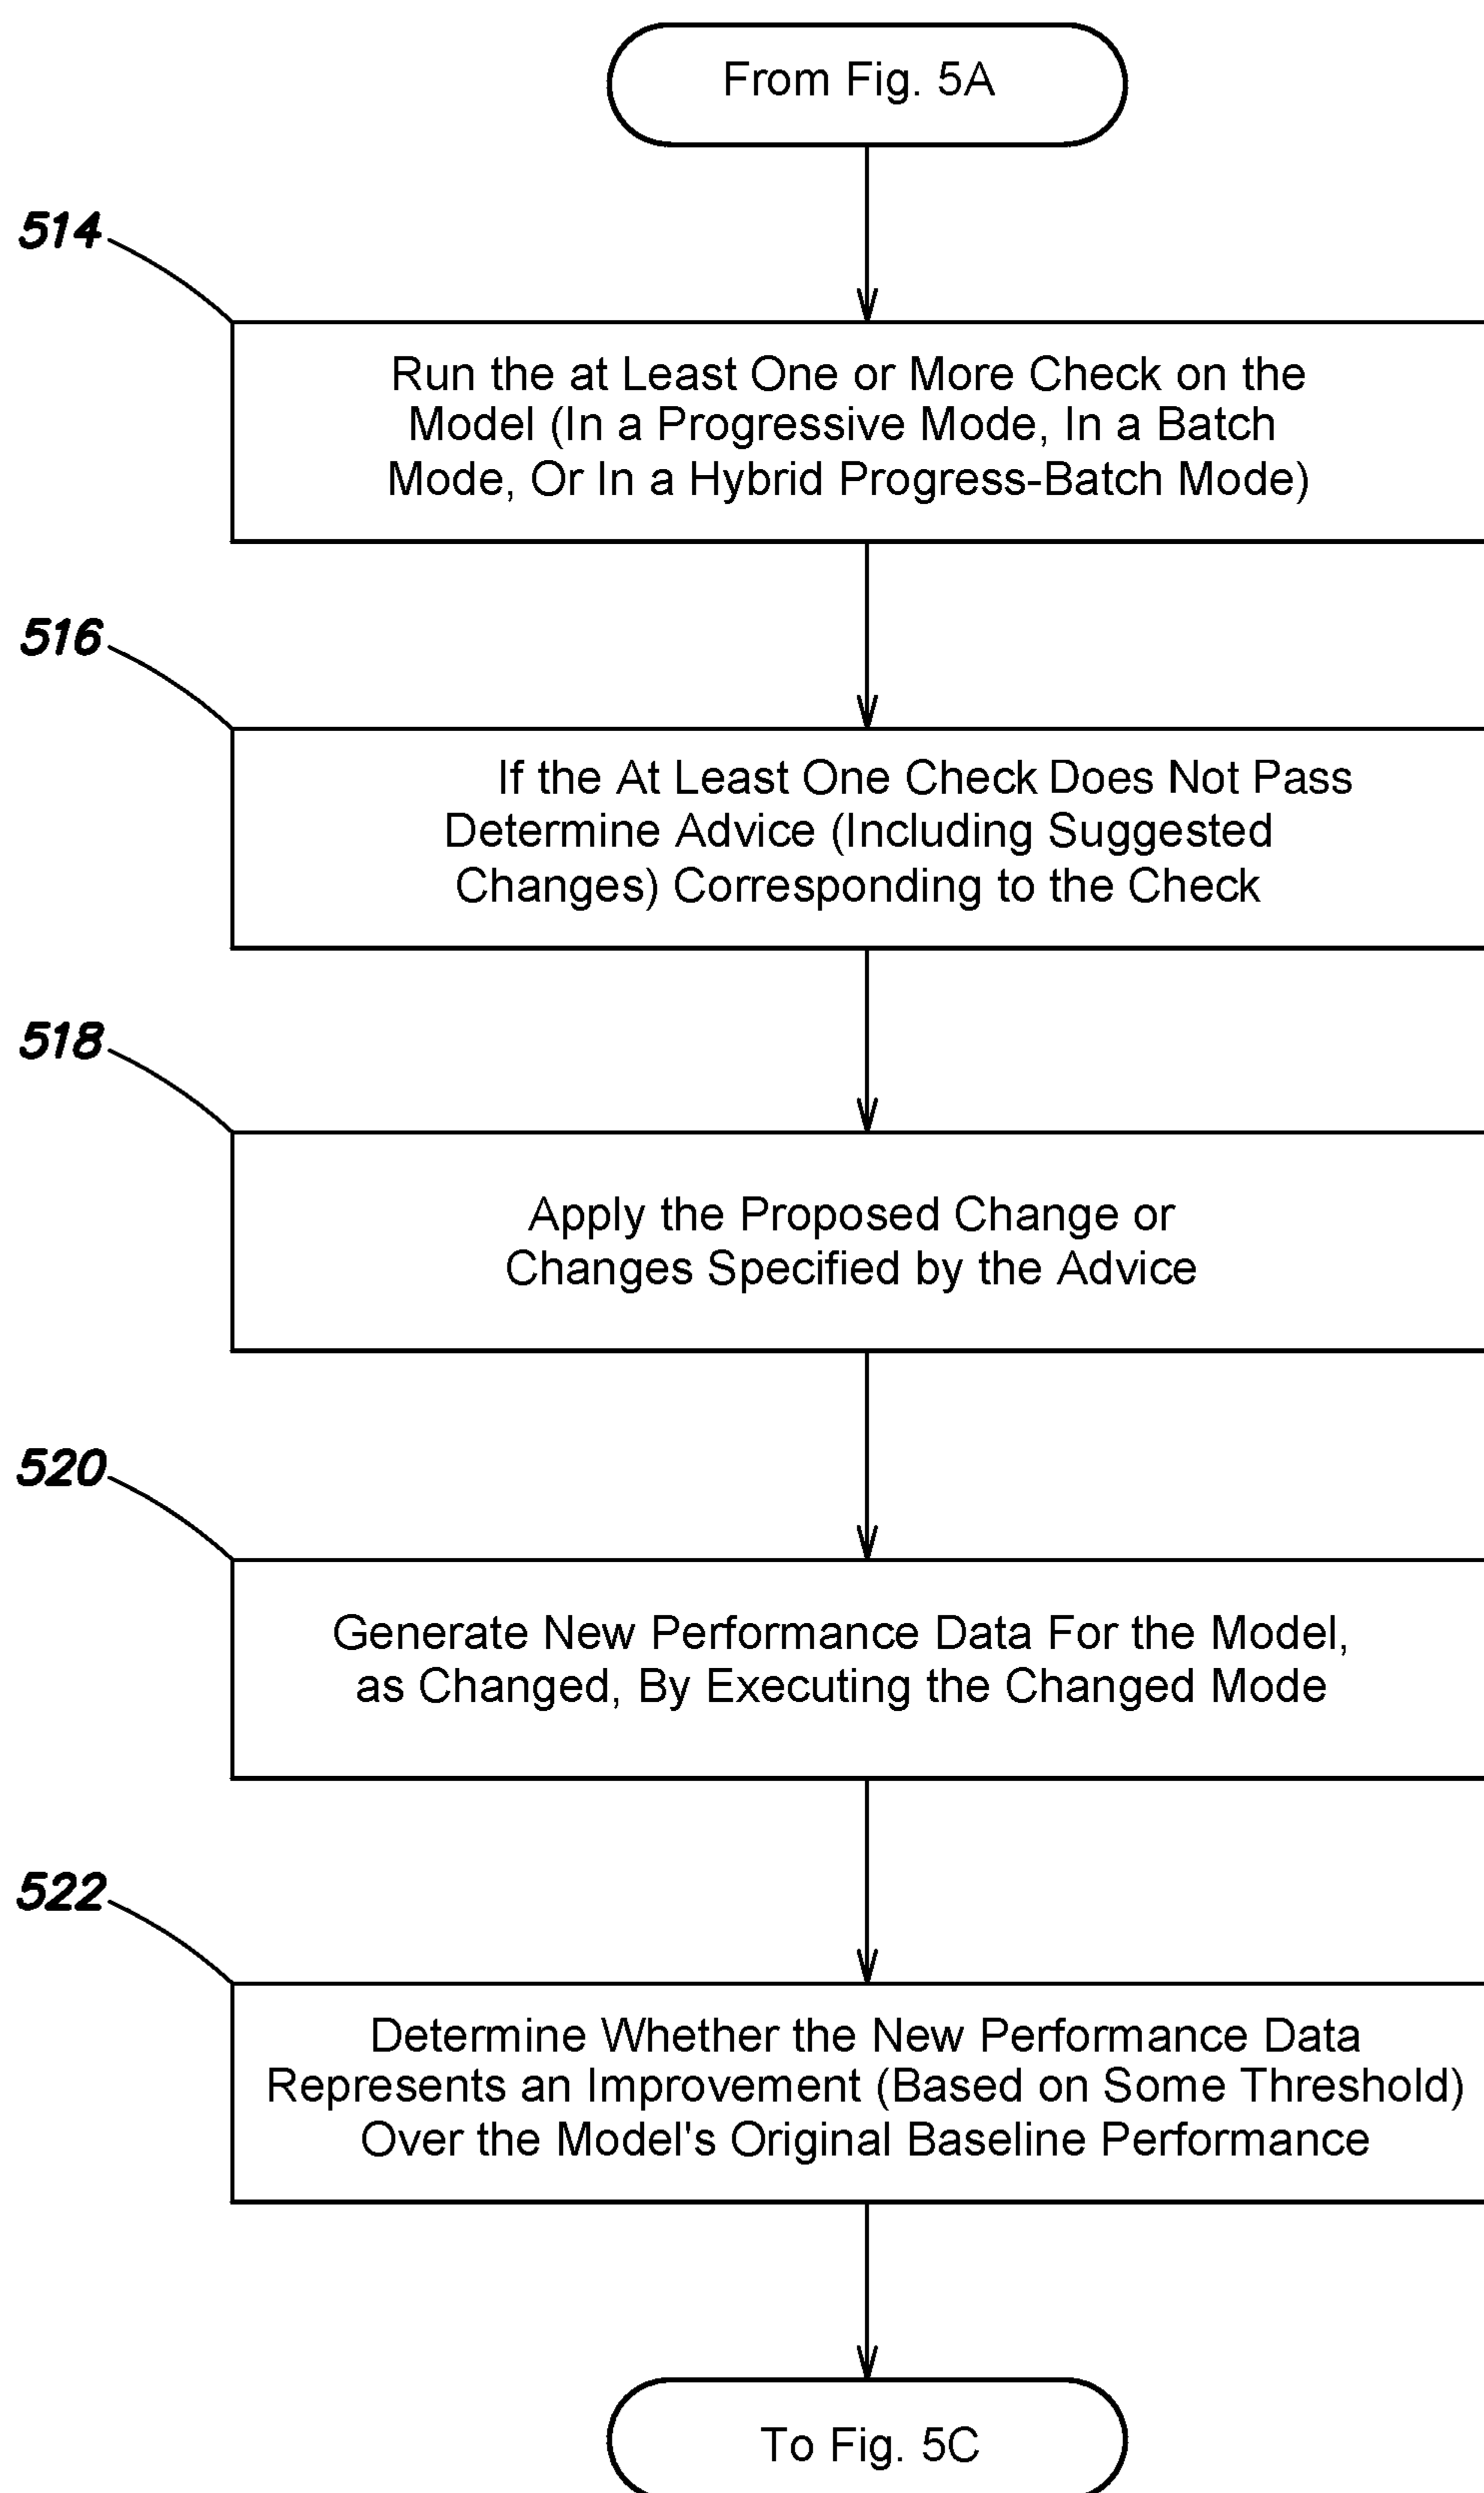 From Fig. 5A
514
Run the at Least One or More Check on the
Model (In a Progressive Mode, In a Batch
Mode, Or In a Hybrid Progress-Batch Mode)
516
If the At Least One Check Does Not Pass
Determine Advice (Including Suggested
Changes) Corresponding to the Check
518
Apply the Proposed Change or
Changes Specified by the Advice
520
Generate New Performance Data For the Model,
as Changed, By Executing the Changed Mode
522
Determine Whether the New Performance Data
Represents an Improvement (Based on Some Threshold)
Over the Model's Original Baseline Performance
To Fig. 5C